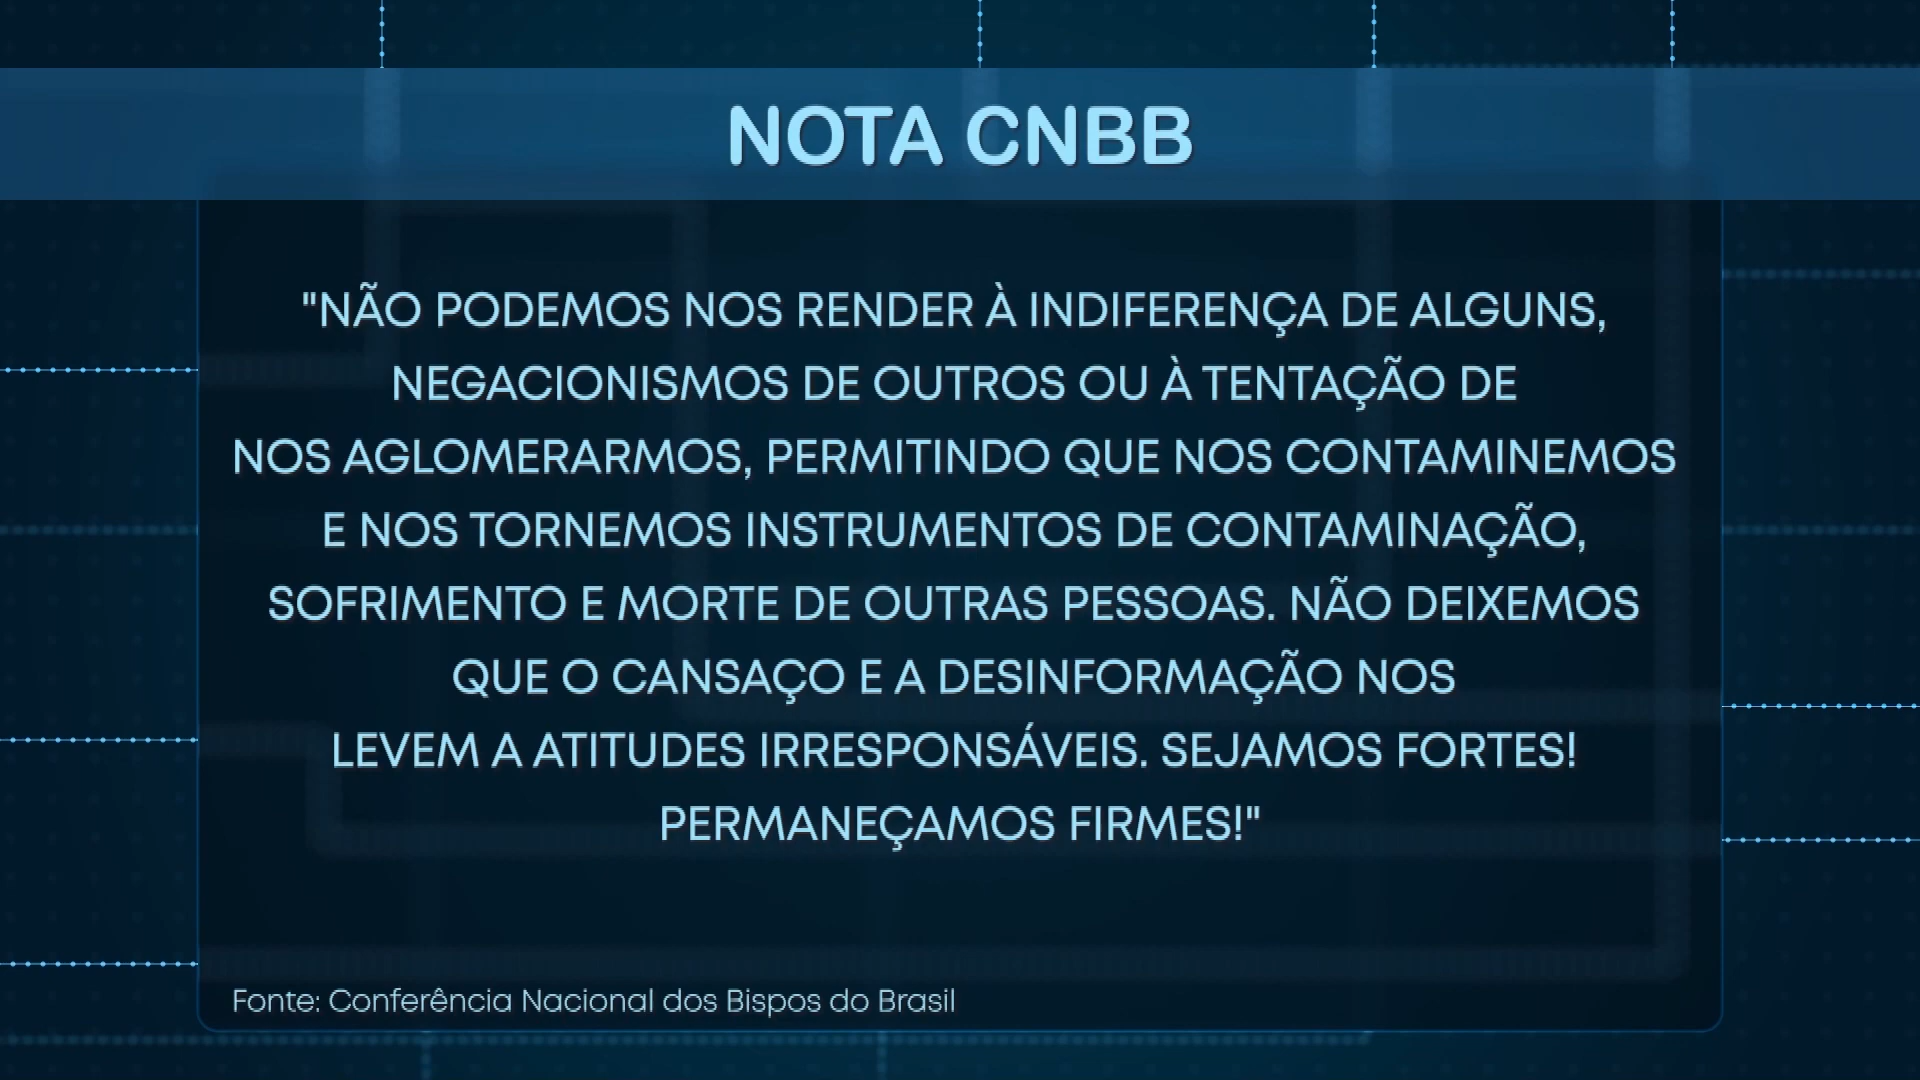 NOTA CNBB
"NÃO PODEMOS NOS RENDER À INDIFERENÇA DE ALGUNS,
NEGACIONISMOS DE OUTROS OU À TENTAÇÃO DE
NOS AGLOMERARMOS, PERMITINDO QUE NOS CONTAMINEMOS
E NOS TORNEMOS INSTRUMENTOS DE CONTAMINAÇÃO,
SOFRIMENTO E MORTE DE OUTRAS PESSOAS. NÃO DEIXEMOS
QUE O CANSAÇO E A DESINFORMAÇÃO NOS
LEVEM A ATITUDES IRRESPONSÁVEIS. SEJAMOS FORTES!
PERMANEÇAMOS FIRMES!"
Fonte: Conferência Nacional dos Bispos do Brasil